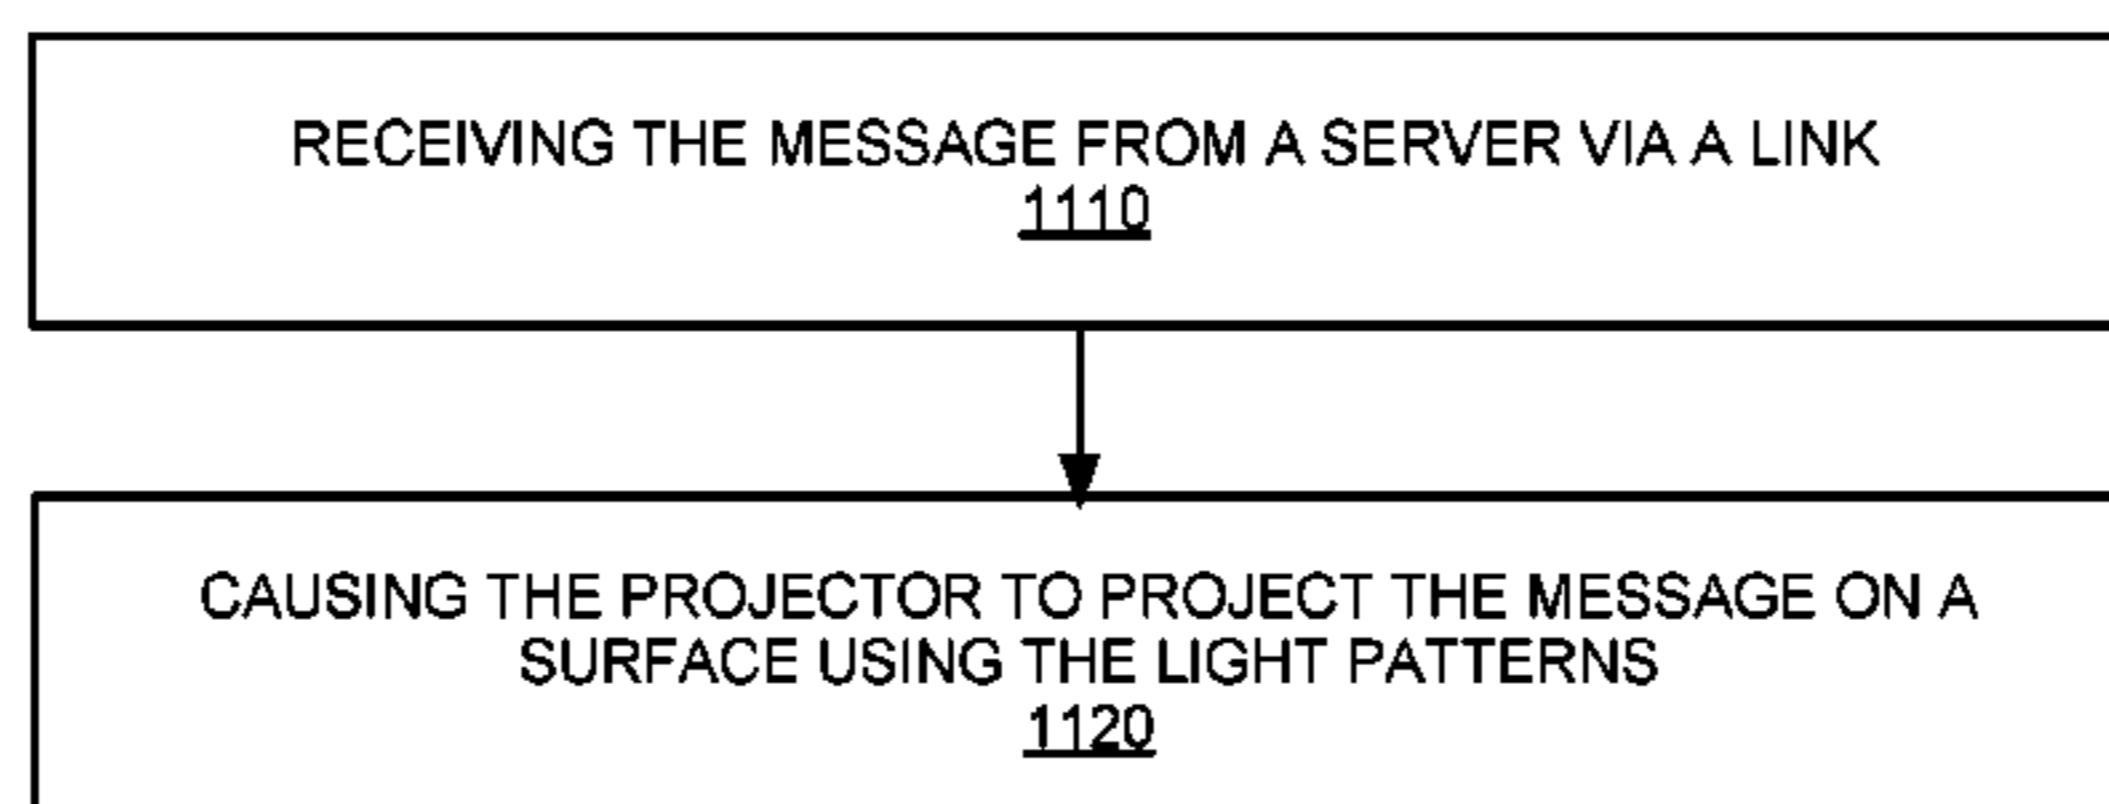 RECEIVING THE MESSAGE FROM A SERVER VIA A LINK
1110
CAUSING THE PROJECTOR TO PROJECT THE MESSAGE ON A
SURFACE USING THE LIGHT PATTERNS
1120